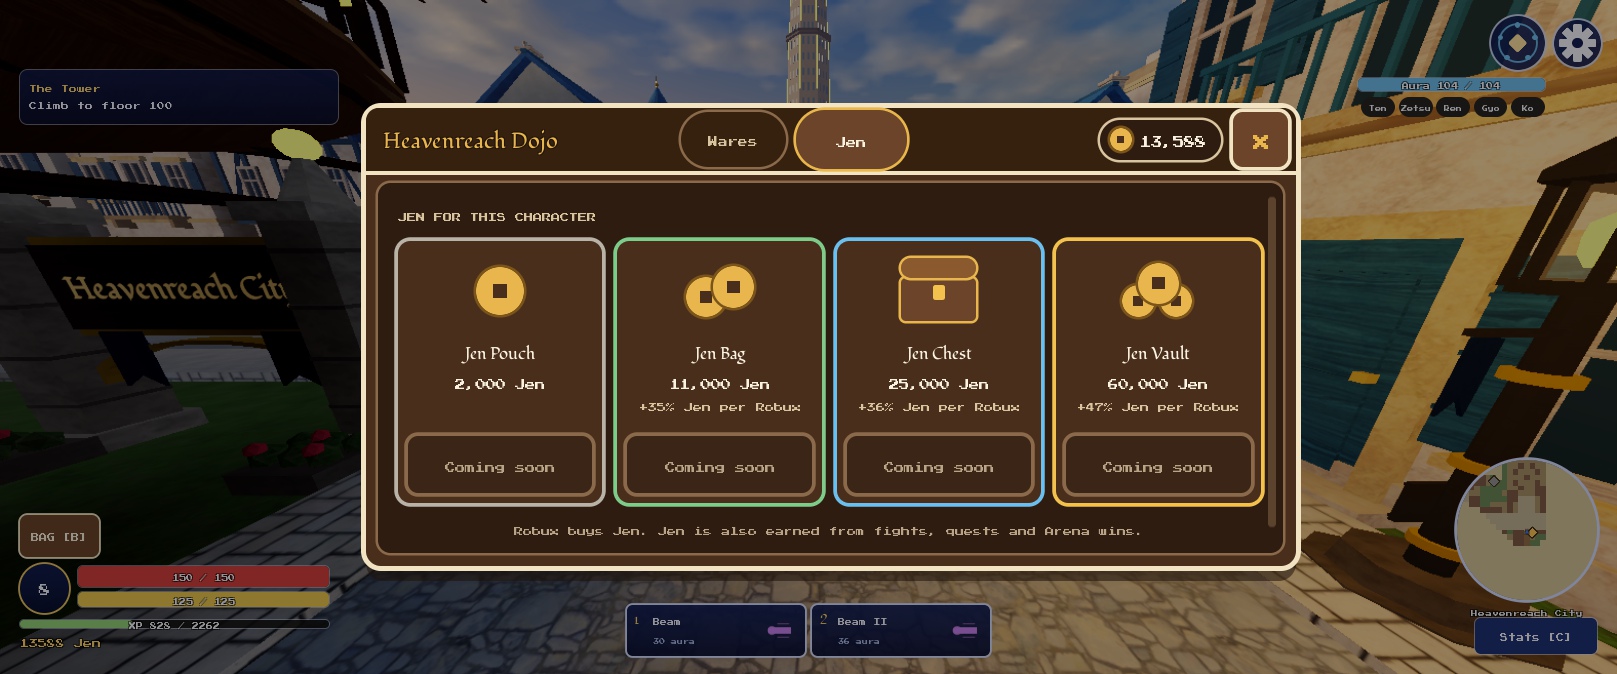 The Tower
Climb to floor 100
Heavenreach Dojo
Wares
Jen
13,588
X
Aura 104 / 104
Ten
Zetsu
Ren
Gyo
Ko
JEN FOR THIS CHARACTER
Jen Pouch
2,000 Jen
Coming soon
Jen Bag
11,000 Jen
+35% Jen per Robux
Coming soon
Jen Chest
25,000 Jen
+36% Jen per Robux
Coming soon
Jen Vault
60,000 Jen
+47% Jen per Robux
Coming soon
Robux buys Jen. Jen is also earned from fights, quests and Arena wins.
Heavenreach City
BAG [B]
8
150 / 150
125 / 125
XP 828 / 2262
13588 Jen
1 Beam
30 aura
2 Beam II
36 aura
Heavenreach City
Stats [C]